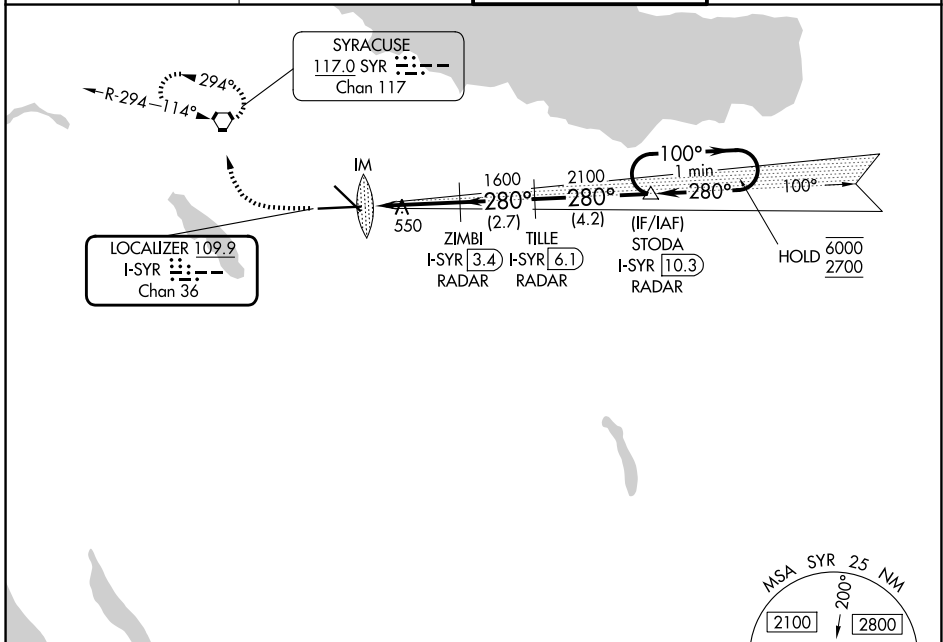 SYRACUSE
117.0 SYR
Chan 117
294°
R-294
114°
IM
LOCALIZER 109.9
I-SYR
Chan 36
550
1600
280°
(2.7)
2100
280°
(4.2)
ZIMBI
I-SYR 3.4
RADAR
TILLE
I-SYR 6.1
RADAR
(IF/IAF)
STODA
I-SYR 10.3
RADAR
100°
1 min
280°
100°
HOLD 6000
2700
MSA SYR 25 NM
200°
2100
2800